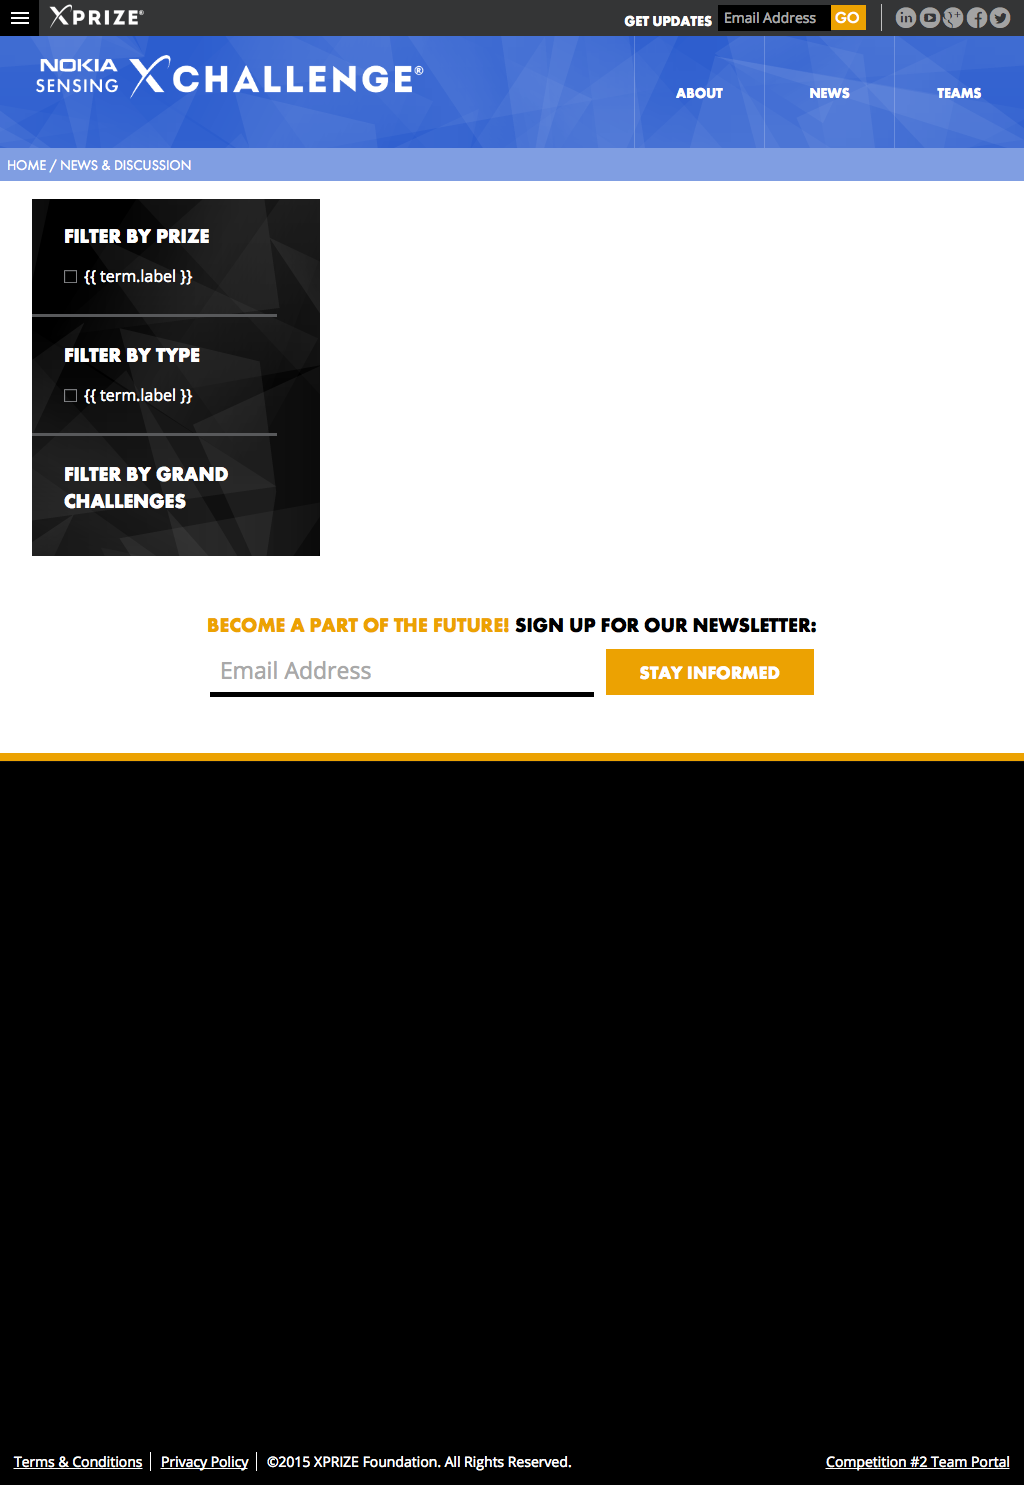 XPRIZE®
GET UPDATES Email Address GO
NOKIA
SENSING XCHALLENGE®
ABOUT NEWS TEAMS
HOME / NEWS & DISCUSSION
FILTER BY PRIZE
{{ term.label }}
FILTER BY TYPE
{{ term.label }}
FILTER BY GRAND
CHALLENGES
BECOME A PART OF THE FUTURE! SIGN UP FOR OUR NEWSLETTER:
Email Address STAY INFORMED
Terms & Conditions Privacy Policy ©2015 XPRIZE Foundation. All Rights Reserved. Competition #2 Team Portal